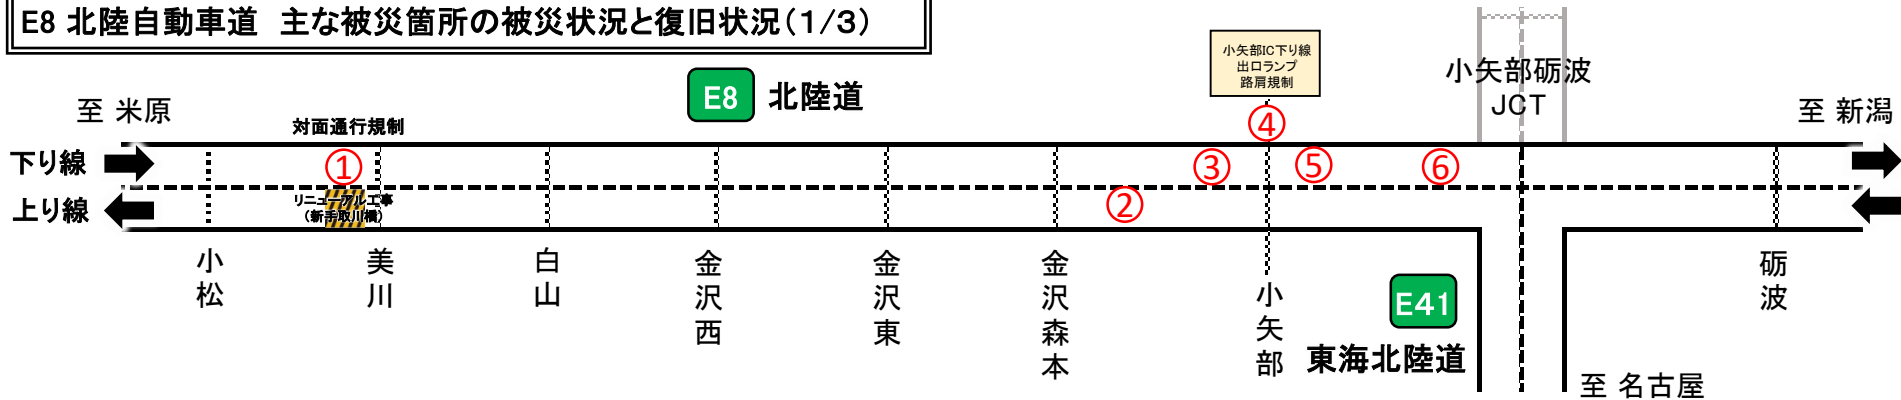 E8 北陸自動車道 主な被災箇所の被災状況と復旧状況(1/3)
小矢部IC下り線
出口ランプ
路肩規制
E8 北陸道
小矢部砺波
JCT
至 米原
対面通行規制
至 新潟
④
下り線
①
③
⑤
⑥
上り線
リニューアル工事
(新手取川橋)
②
小松
美川
白山
金沢西
金沢東
金沢森本
小矢部
砺波
E41
東海北陸道
至 名古屋